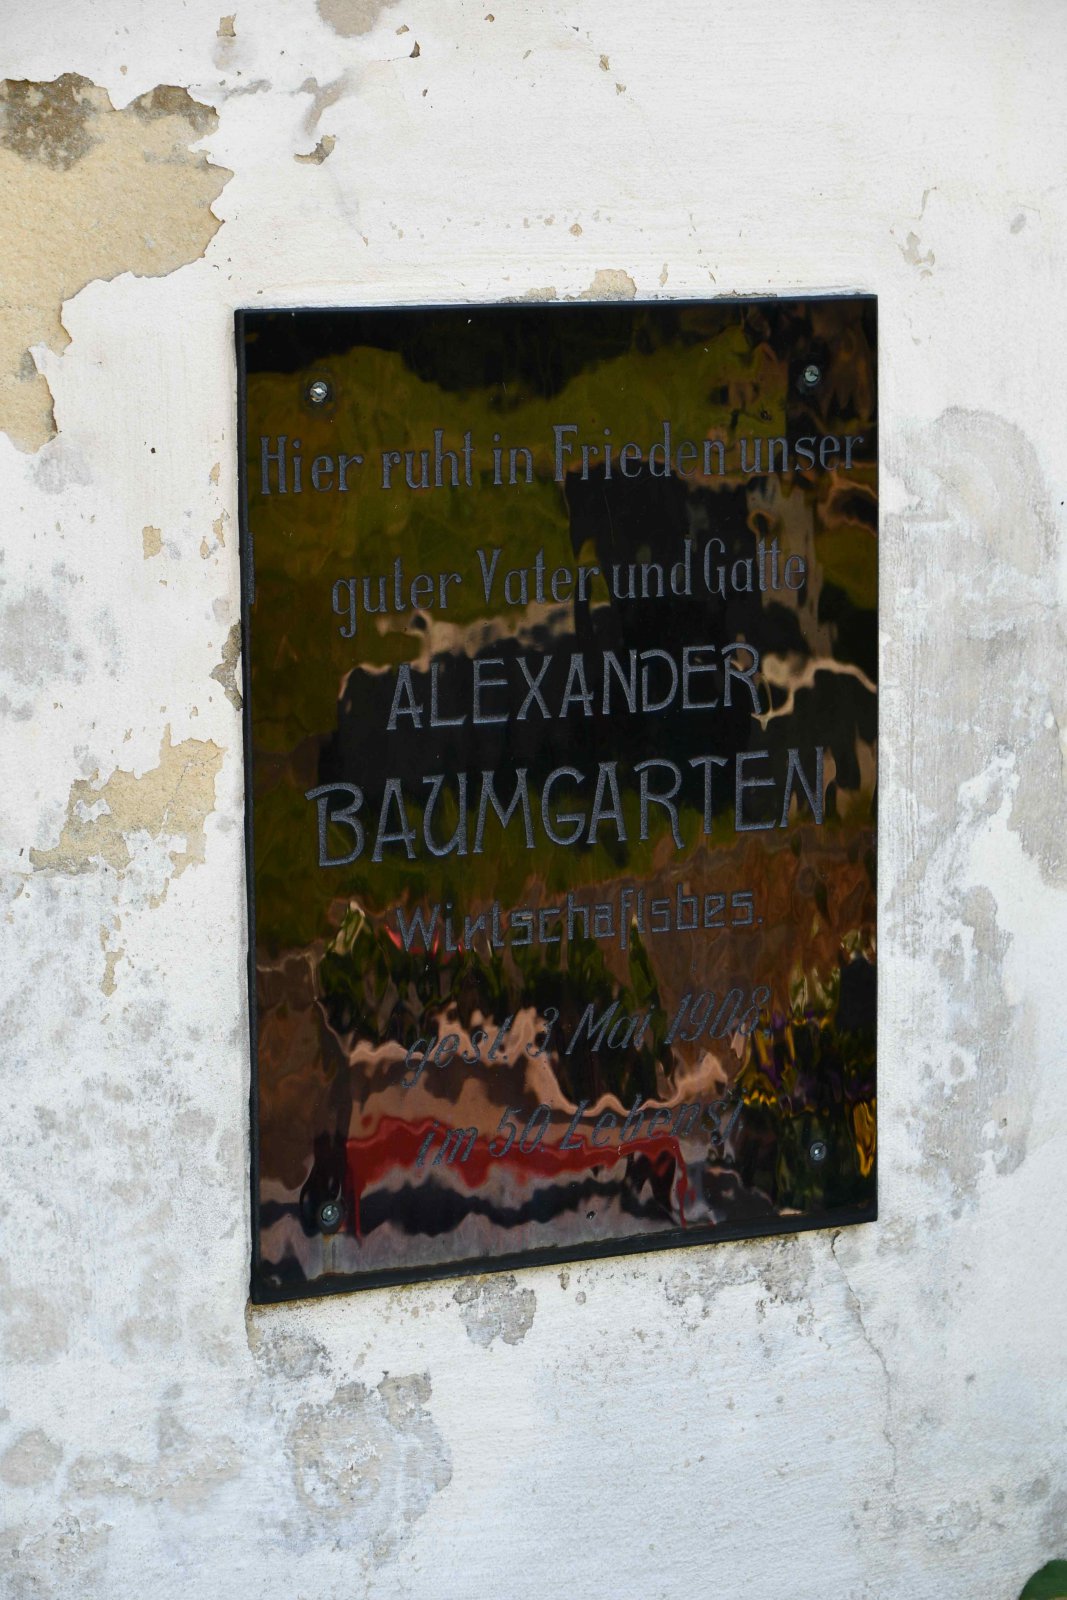 Hier ruht in Frieden unser
guter Vater und Gatte
ALEXANDER
BAUMGARTEN
Wirtschaftsbes.
gest. 3 Mai 1908.
im 50. Lebensj